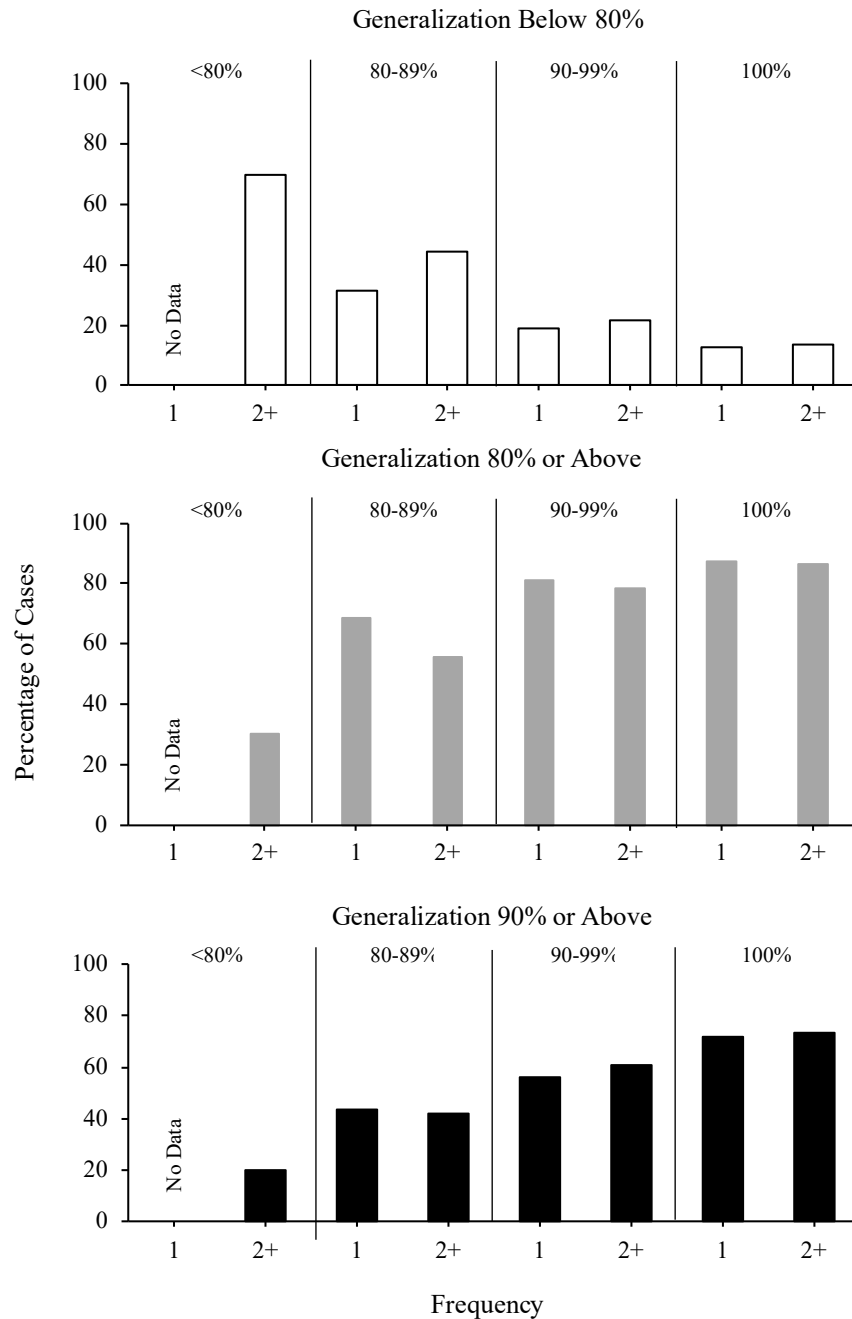 Generalization Below 80%
<80% 80-89% 90-99% 100%
100
80
60
40
20
0
No Data
1 2+ 1 2+ 1 2+ 1 2+
Generalization 80% or Above
<80% 80-89% 90-99% 100%
100
80
60
40
20
0
No Data
1 2+ 1 2+ 1 2+ 1 2+
Percentage of Cases
Generalization 90% or Above
<80% 80-89% 90-99% 100%
100
80
60
40
20
0
No Data
1 2+ 1 2+ 1 2+ 1 2+
Frequency